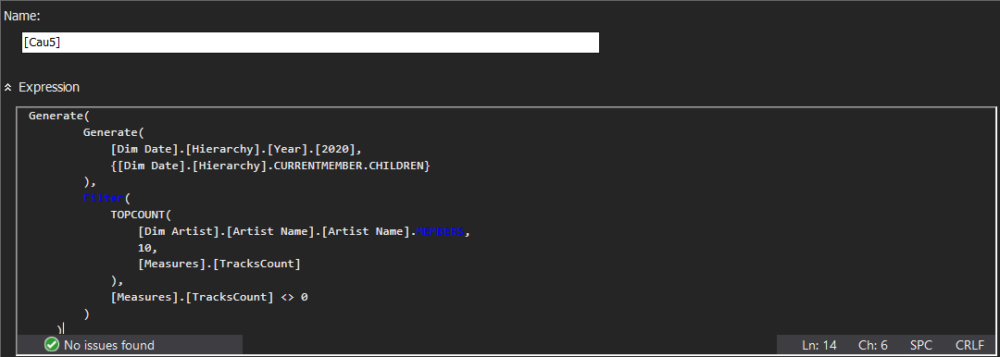 Name:
[Cau5]
Expression
Generate(
Generate(
[Dim Date].[Hierarchy].[Year].[2020],
{[Dim Date].[Hierarchy].CURRENTMEMBER.CHILDREN}
),
Filter(
TOPCOUNT(
[Dim Artist].[Artist Name].[Artist Name].MEMBERS,
10,
[Measures].[TracksCount]
),
[Measures].[TracksCount] <> 0
)
)
No issues found
Ln: 14 Ch: 6 SPC CRLF